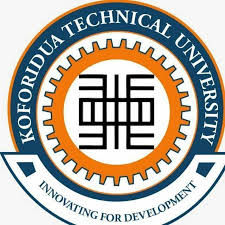 KOFORIDUA TECHNICAL UNIVERSITY
INNOVATING FOR DEVELOPMENT